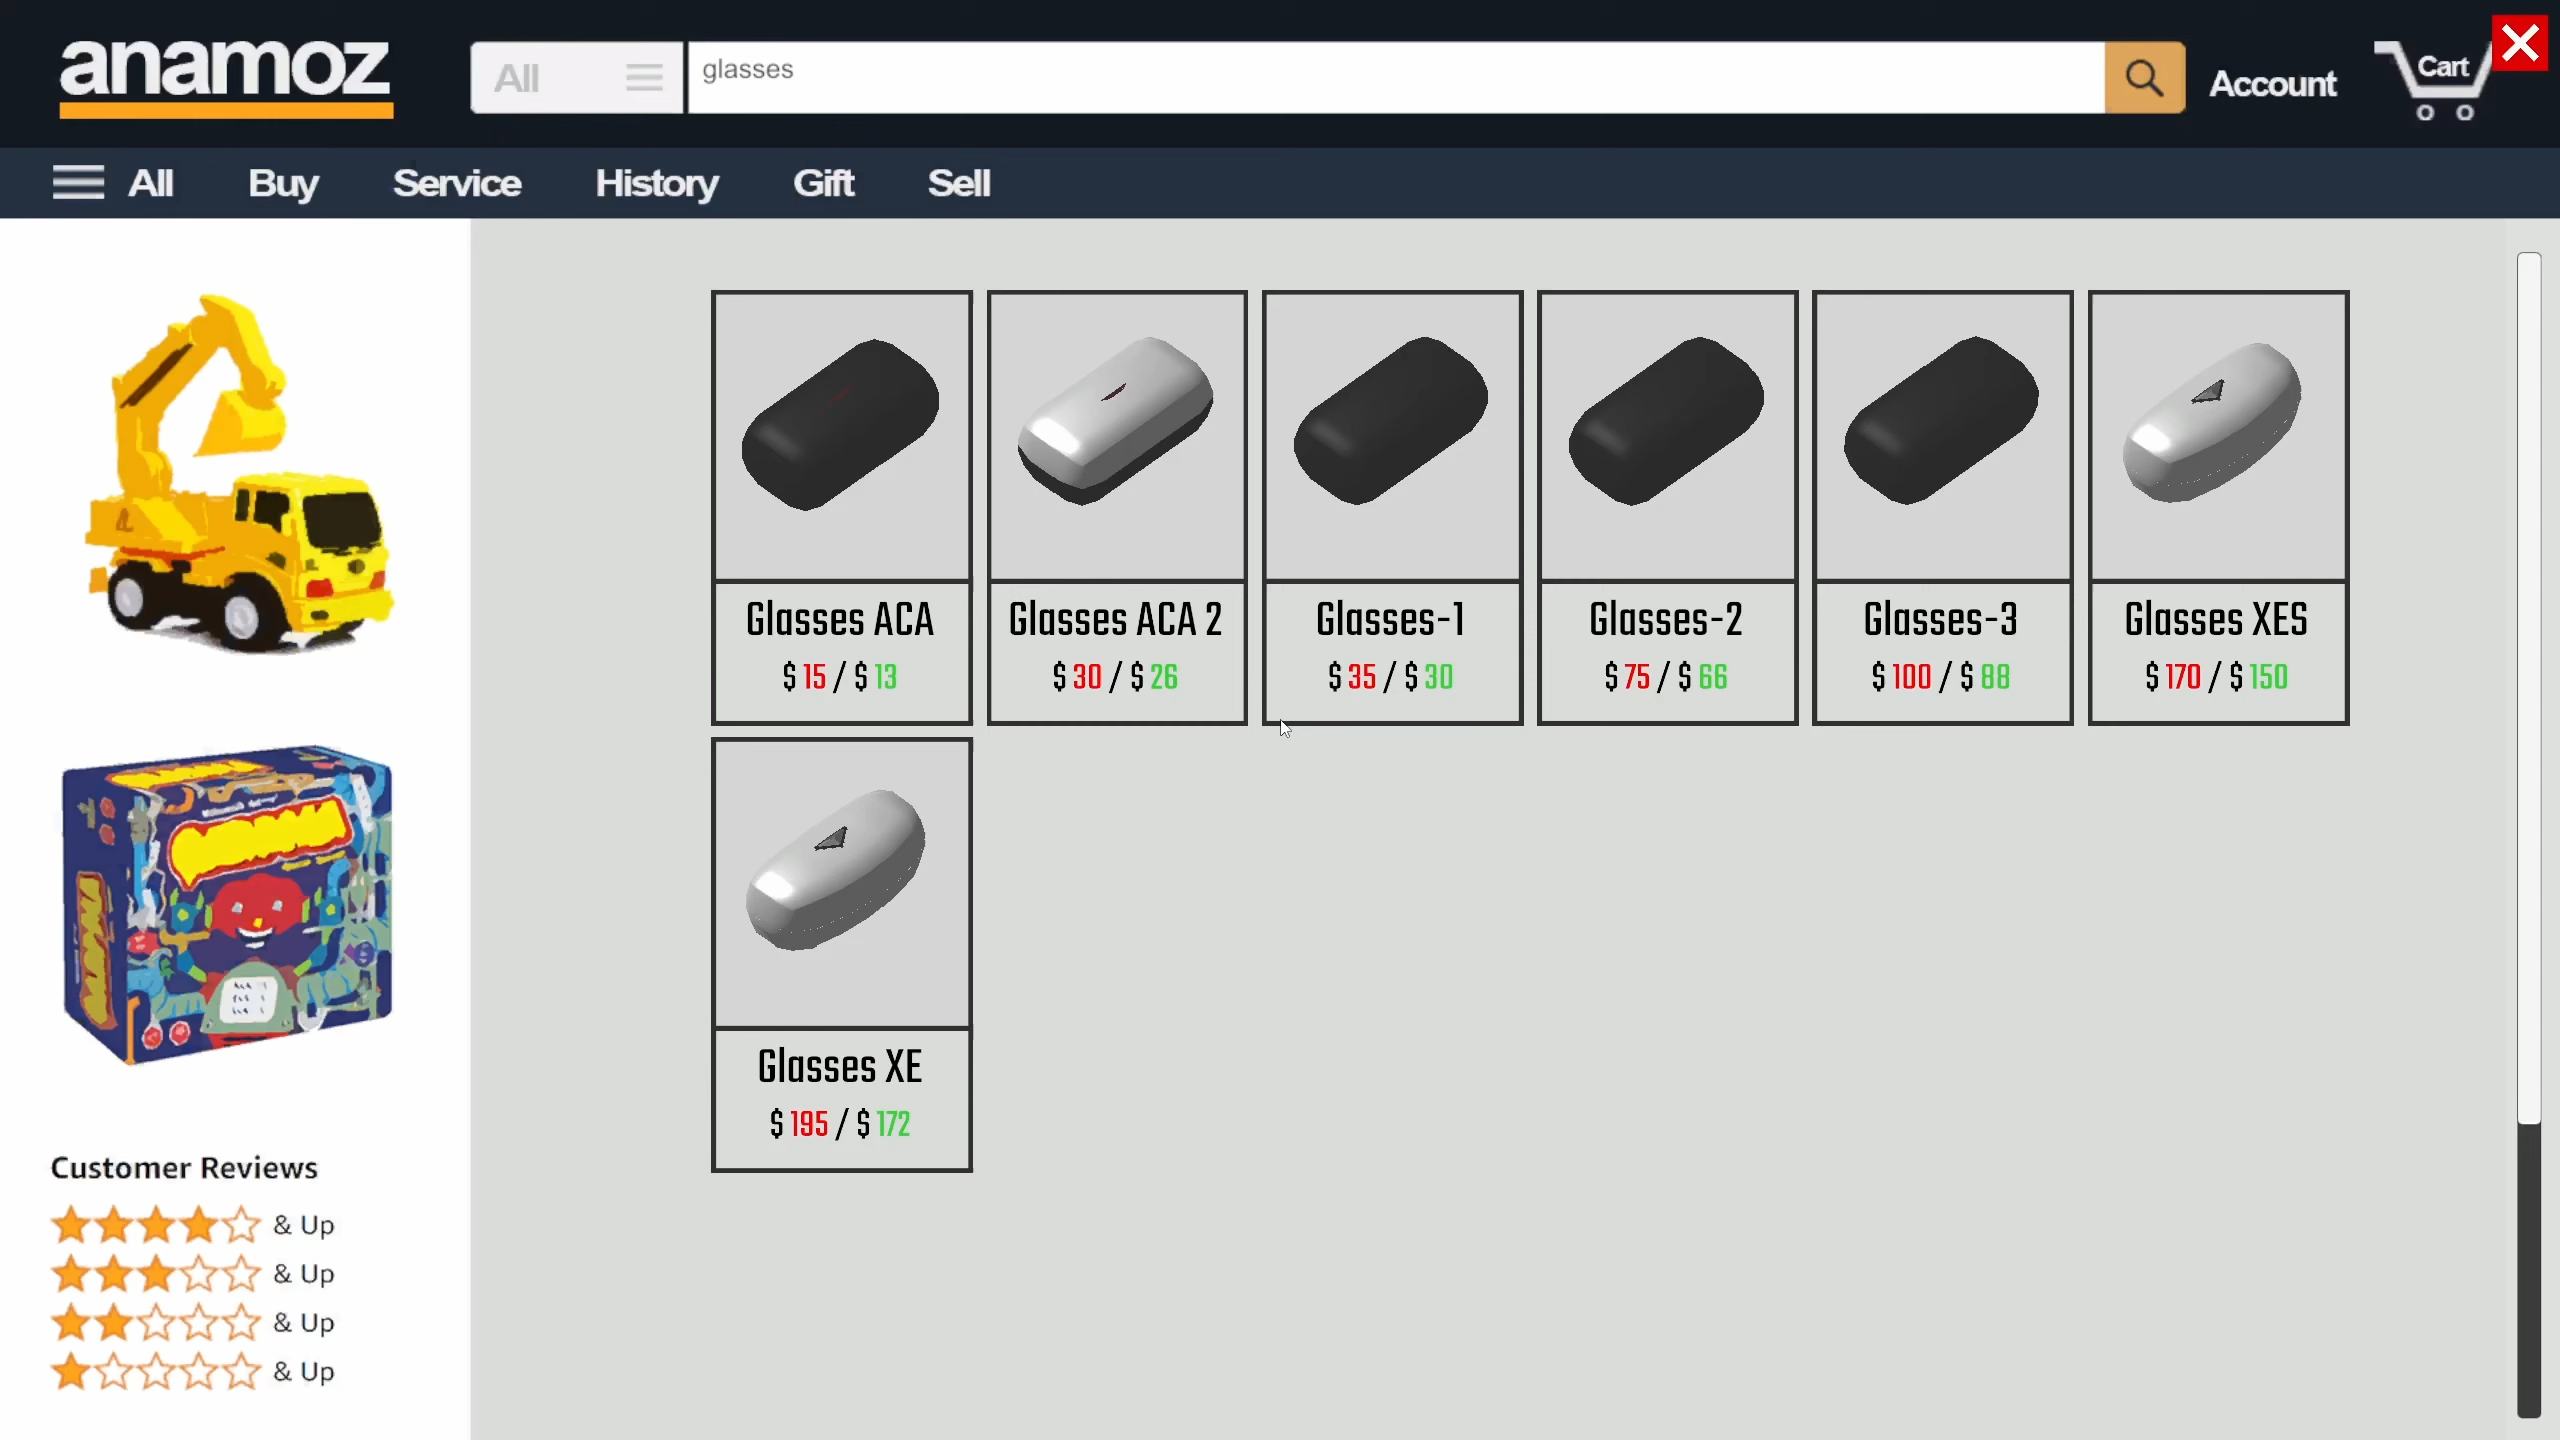 anamoz
All
glasses
Account
Cart
All Buy Service History Gift Sell
Glasses ACA
$ 15 / $ 13
Glasses ACA 2
$ 30 / $ 26
Glasses-1
$ 35 / $ 30
Glasses-2
$ 75 / $ 66
Glasses-3
$ 100 / $ 88
Glasses XES
$ 170 / $ 150
Glasses XE
$ 195 / $ 172
Customer Reviews
& Up
& Up
& Up
& Up